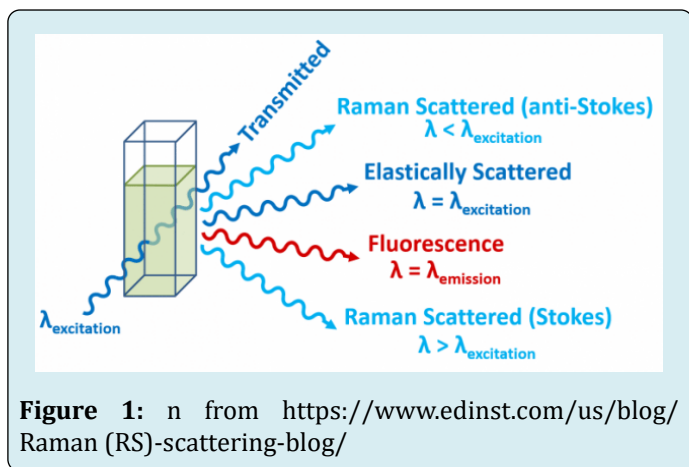 Transmitted
Raman Scattered (anti-Stokes)
λ < λexcitation
Elastically Scattered
λ = λexcitation
Fluorescence
λ = λemission
λexcitation
Raman Scattered (Stokes)
λ > λexcitation
Figure 1: n from https://www.edinst.com/us/blog/
Raman (RS)-scattering-blog/